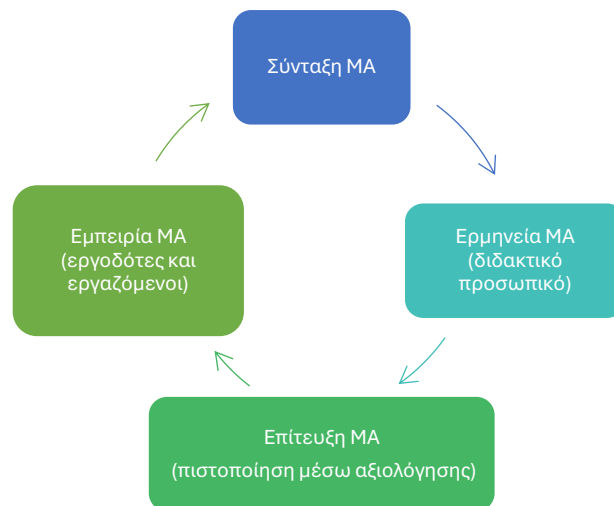 Σύνταξη ΜΑ
Ερμηνεία ΜΑ
(διδακτικό
προσωπικό)
Επίτευξη ΜΑ
(πιστοποίηση μέσω αξιολόγησης)
Εμπειρία ΜΑ
(εργοδότες και
εργαζόμενοι)